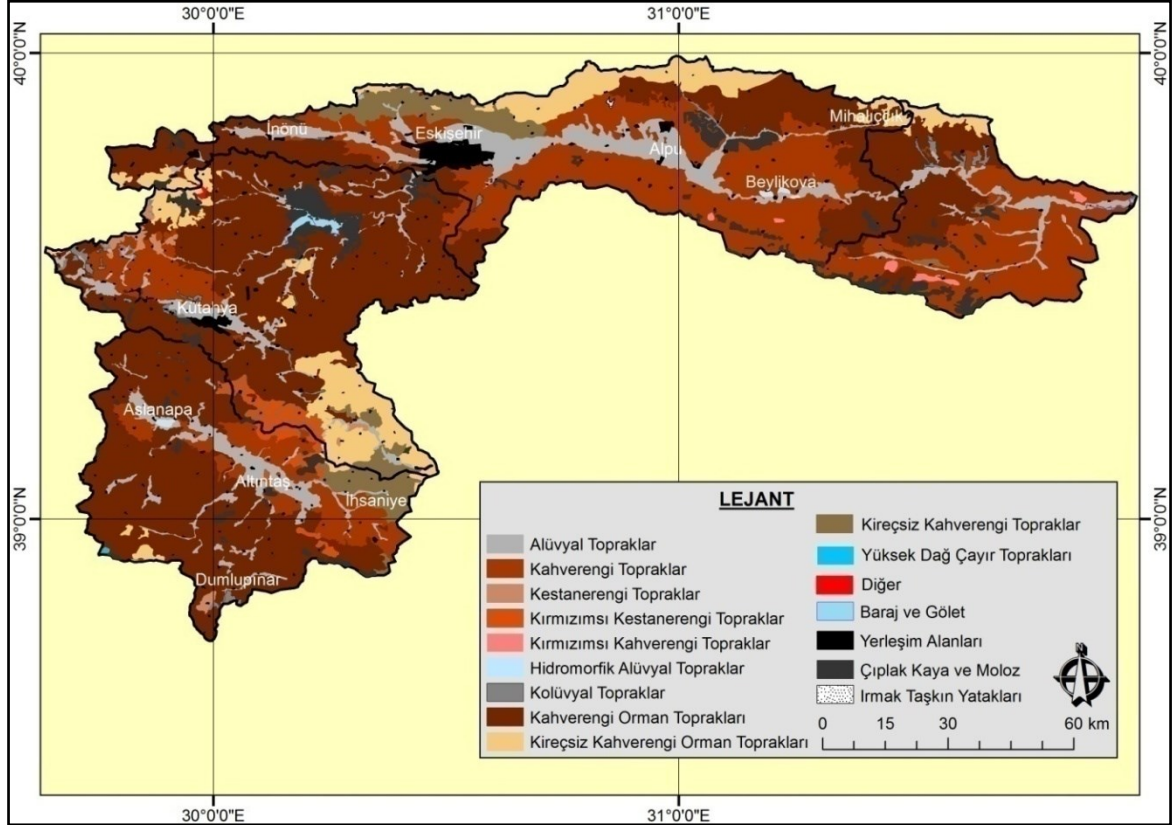 30°0'0"E
31°0'0"E
40°0'0"N
40°0'0"N
İnönü
Eskişehir
Alpu
Mihalıççık
Beylikova
Kütahya
Aslanapa
Altıntaş
İhsaniye
Dumlupınar
39°0'0"N
39°0'0"N
LEJANT
Alüvyal Topraklar
Kahverengi Topraklar
Kestanerengi Topraklar
Kırmızımsı Kestanerengi Topraklar
Kırmızımsı Kahverengi Topraklar
Hidromorfik Alüvyal Topraklar
Kolüvyal Topraklar
Kahverengi Orman Toprakları
Kireçsiz Kahverengi Orman Toprakları
Kireçsiz Kahverengi Topraklar
Yüksek Dağ Çayır Toprakları
Diğer
Baraj ve Gölet
Yerleşim Alanları
Çıplak Kaya ve Moloz
Irmak Taşkın Yatakları
0 15 30 60 km
30°0'0"E
31°0'0"E